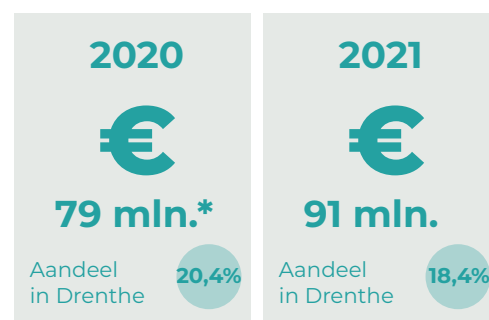 2020
€
79 mln.*
Aandeel
in Drenthe
20,4%
2021
€
91 mln.
Aandeel
in Drenthe
18,4%